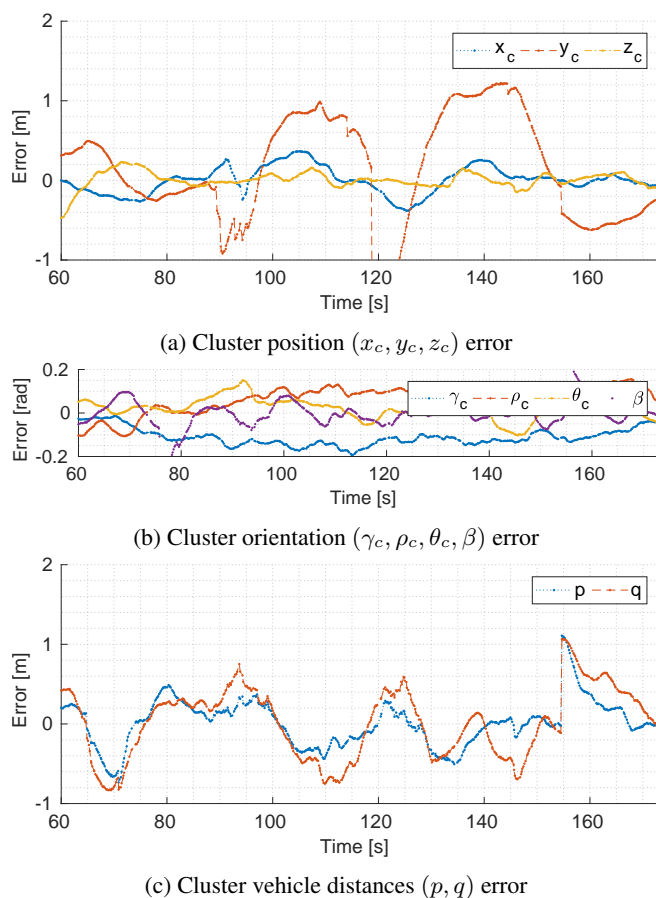 2
1
0
-1
Error [m]
x_c y_c z_c
60 80 100 120 140 160
Time [s]
(a) Cluster position (x_c, y_c, z_c) error
0.2
0
-0.2
Error [rad]
γ_c ρ_c θ_c β
60 80 100 120 140 160
Time [s]
(b) Cluster orientation (γ_c, ρ_c, θ_c, β) error
2
1
0
-1
Error [m]
p q
60 80 100 120 140 160
Time [s]
(c) Cluster vehicle distances (p, q) error